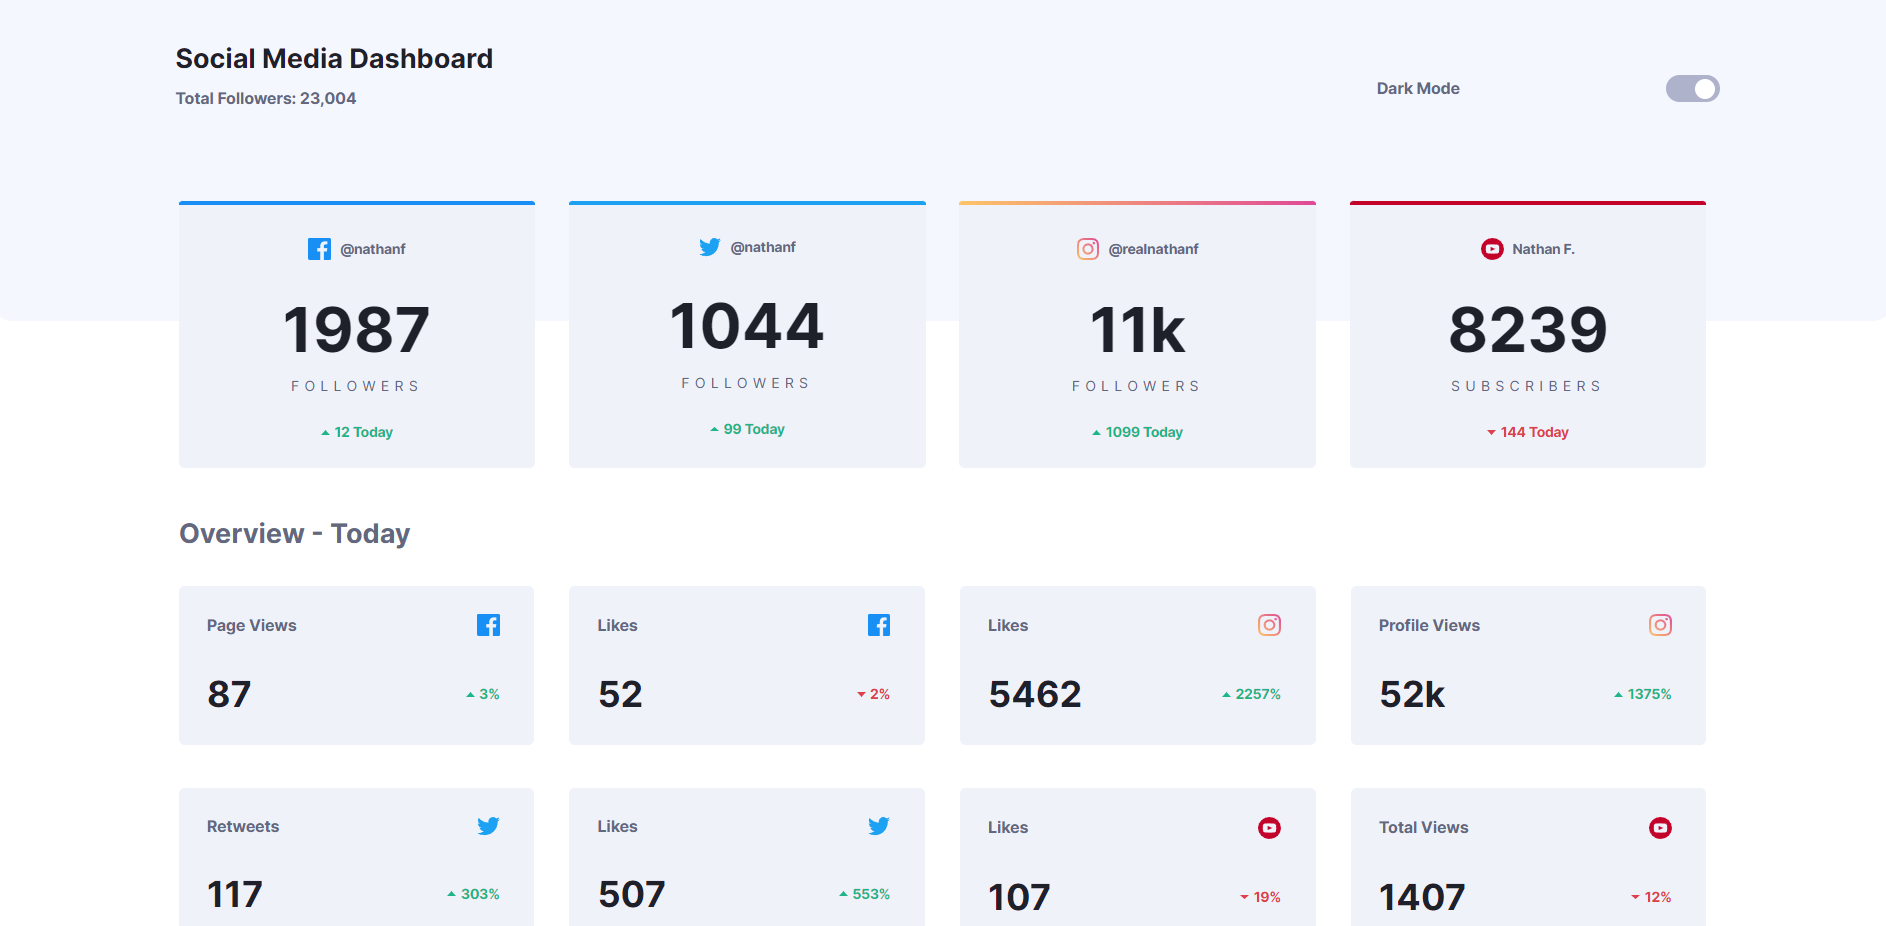 Social Media Dashboard
Total Followers: 23,004
Dark Mode
@nathanf
1987
FOLLOWERS
12 Today
@nathanf
1044
FOLLOWERS
99 Today
@realnathanf
11k
FOLLOWERS
1099 Today
Nathan F.
8239
SUBSCRIBERS
144 Today
Overview - Today
Page Views
87
3%
Likes
52
2%
Likes
5462
2257%
Profile Views
52k
1375%
Retweets
117
303%
Likes
507
553%
Likes
107
19%
Total Views
1407
12%